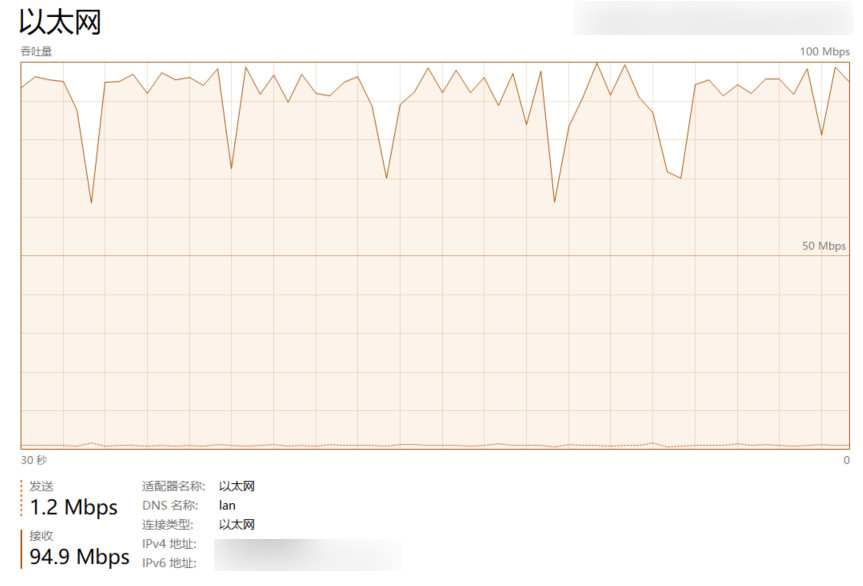 以太网
吞吐量 100 Mbps
50 Mbps
30 秒 0
发送
1.2 Mbps
接收
94.9 Mbps
适配器名称: 以太网
DNS 名称: lan
连接类型: 以太网
IPv4 地址:
IPv6 地址: